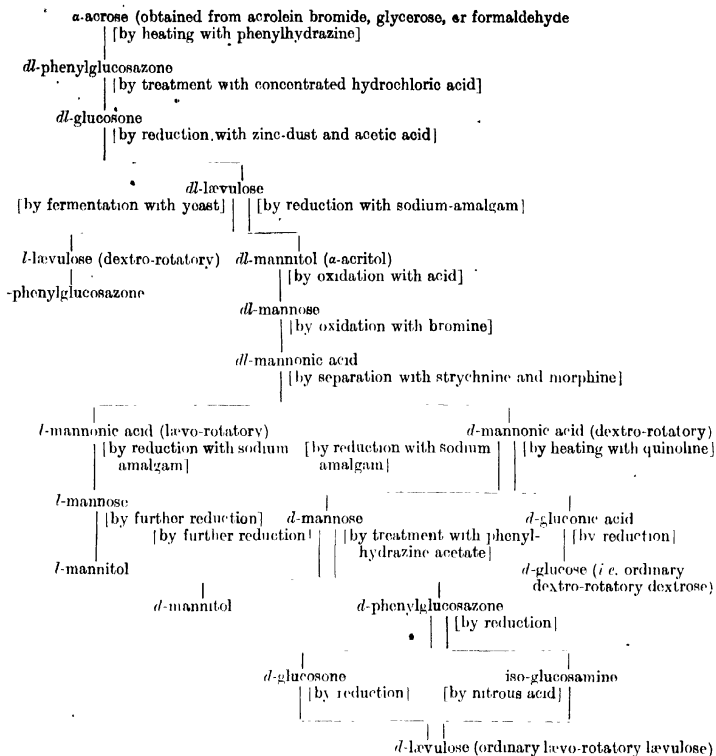 α-acrose (obtained from acrolein bromide, glycerose, or formaldehyde
[by heating with phenylhydrazine]
dl-phenylglucosazone
[by treatment with concentrated hydrochloric acid]
dl-glucosone
[by reduction with zinc-dust and acetic acid]
dl-lævulose
[by fermentation with yeast] [by reduction with sodium-amalgam]
l-lævulose (dextro-rotatory) dl-mannitol (α-acritol)
[by oxidation with acid]
-phenylglucosazone
dl-mannose
[by oxidation with bromine]
dl-mannonic acid
[by separation with strychnine and morphine]
l-mannonic acid (lævo-rotatory) d-mannonic acid (dextro-rotatory)
[by reduction with sodium [by reduction with sodium [by heating with quinoline]
amalgam] amalgam]
l-mannose d-mannose d-gluconic acid
[by further reduction] [by treatment with phenyl- [by reduction]
[by further reduction] hydrazine acetate]
l-mannitol d-glucose (i e. ordinary
dextro-rotatory dextrose)
d-mannitol d-phenylglucosazone
[by reduction]
d-glucosone iso-glucosamine
[by reduction] [by nitrous acid]
d-lævulose (ordinary lævo-rotatory lævulose)